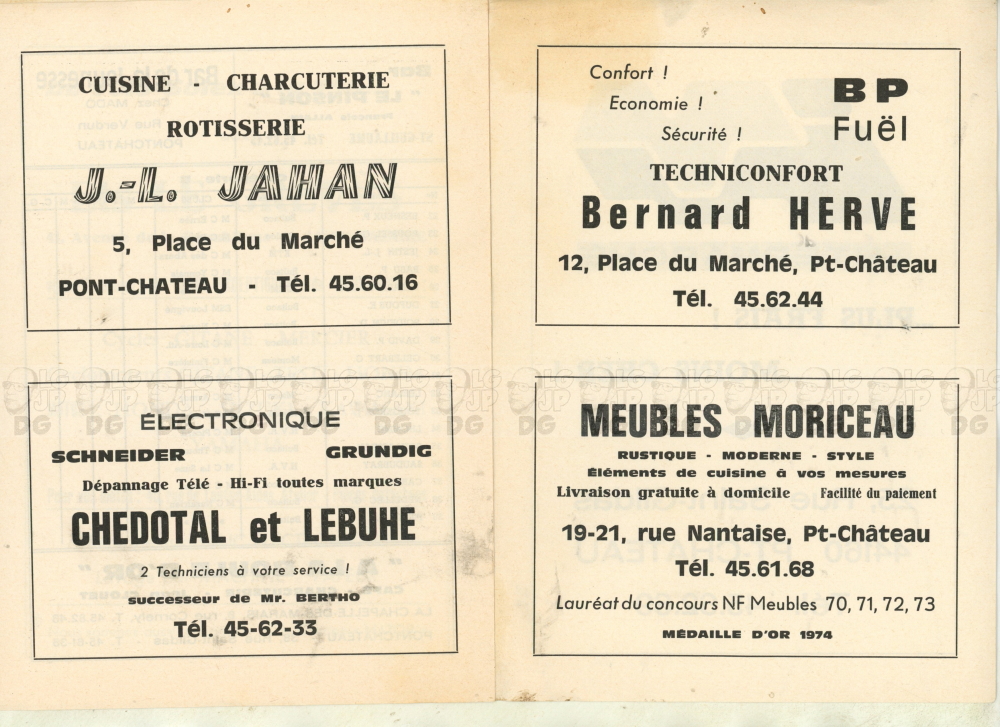 CUISINE - CHARCUTERIE
ROTISSERIE
J.-L. JAHAN
5, Place du Marché
PONT-CHATEAU - Tél. 45.60.16
ÉLECTRONIQUE
SCHNEIDER GRUNDIG
Dépannage Télé - Hi-Fi toutes marques
CHEDOTAL et LEBUHE
2 Techniciens à votre service !
successeur de Mr. BERTHO
Tél. 45-62-33
Confort !
Economie !
Sécurité !
BP
Fuël
TECHNICONFORT
Bernard HERVE
12, Place du Marché, Pt-Château
Tél. 45.62.44
MEUBLES MORICEAU
RUSTIQUE - MODERNE - STYLE
Éléments de cuisine à vos mesures
Livraison gratuite à domicile Facilité du paiement
19-21, rue Nantaise, Pt-Château
Tél. 45.61.68
Lauréat du concours NF Meubles 70, 71, 72, 73
MÉDAILLE D'OR 1974